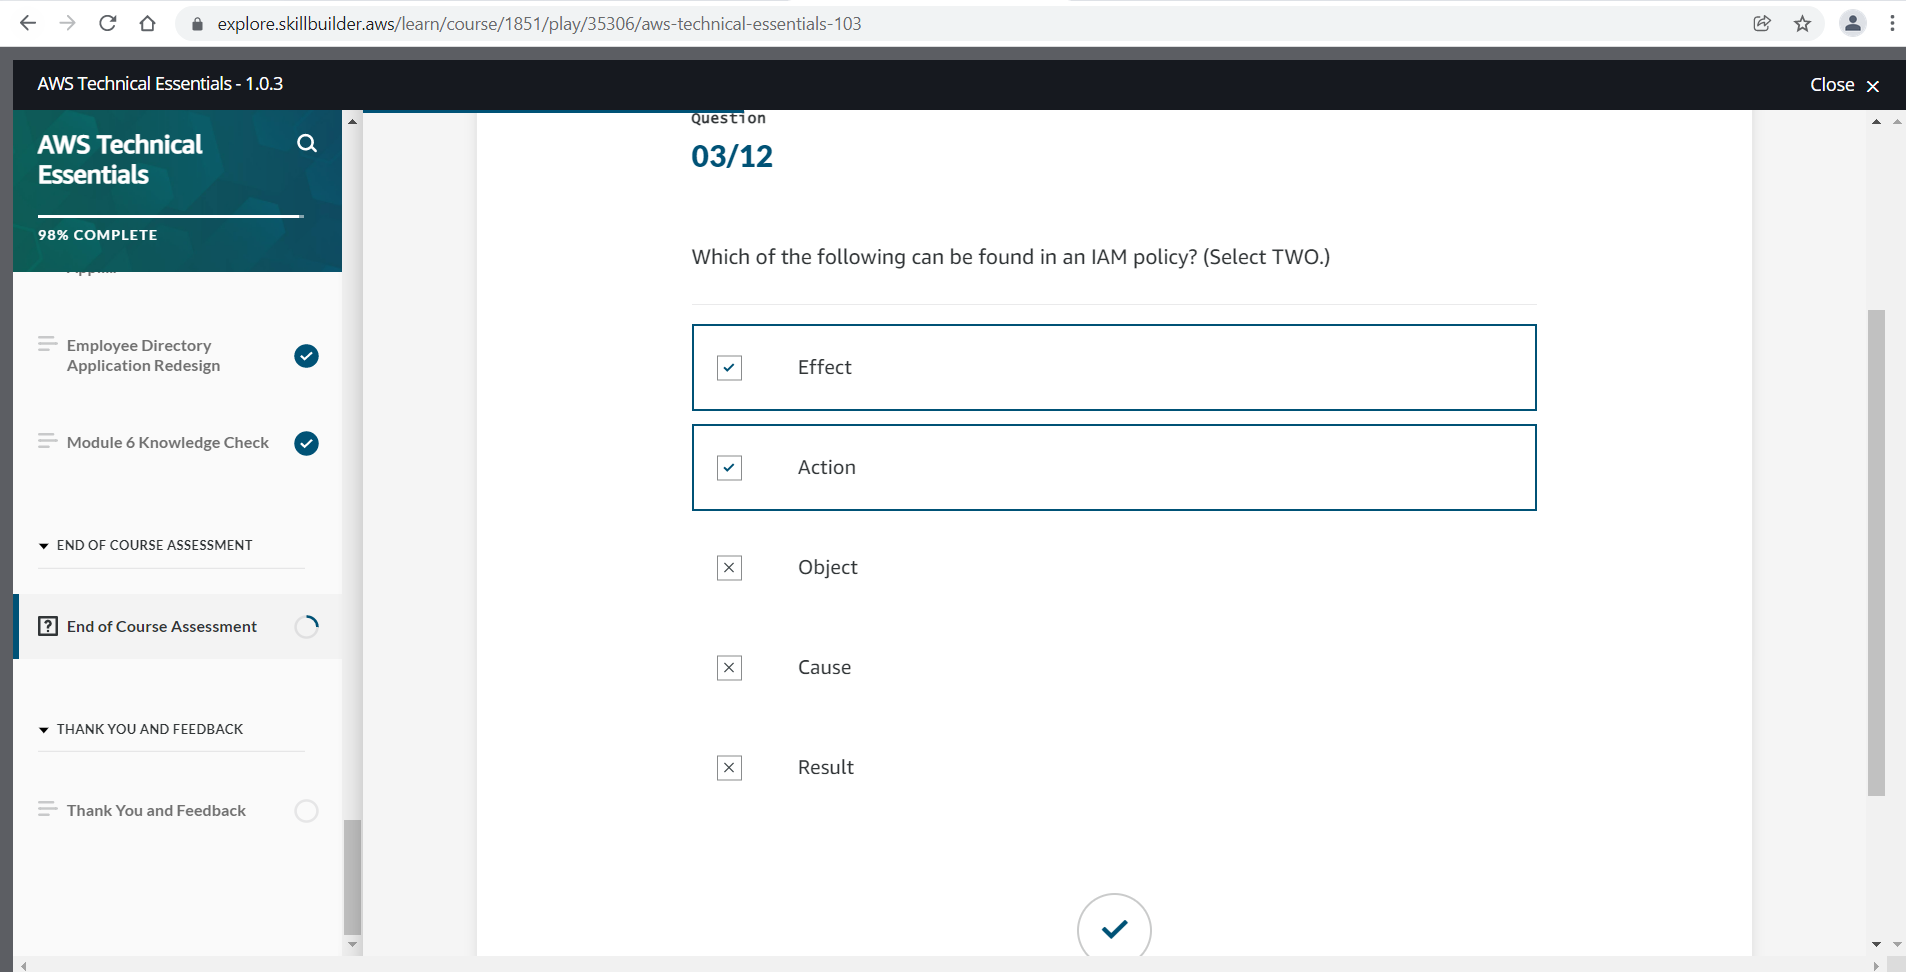 explore.skillbuilder.aws/learn/course/1851/play/35306/aws-technical-essentials-103
AWS Technical Essentials - 1.0.3
Close
AWS Technical
Essentials
98% COMPLETE
Employee Directory
Application Redesign
Module 6 Knowledge Check
END OF COURSE ASSESSMENT
End of Course Assessment
THANK YOU AND FEEDBACK
Thank You and Feedback
Question
03/12
Which of the following can be found in an IAM policy? (Select TWO.)
Effect
Action
Object
Cause
Result